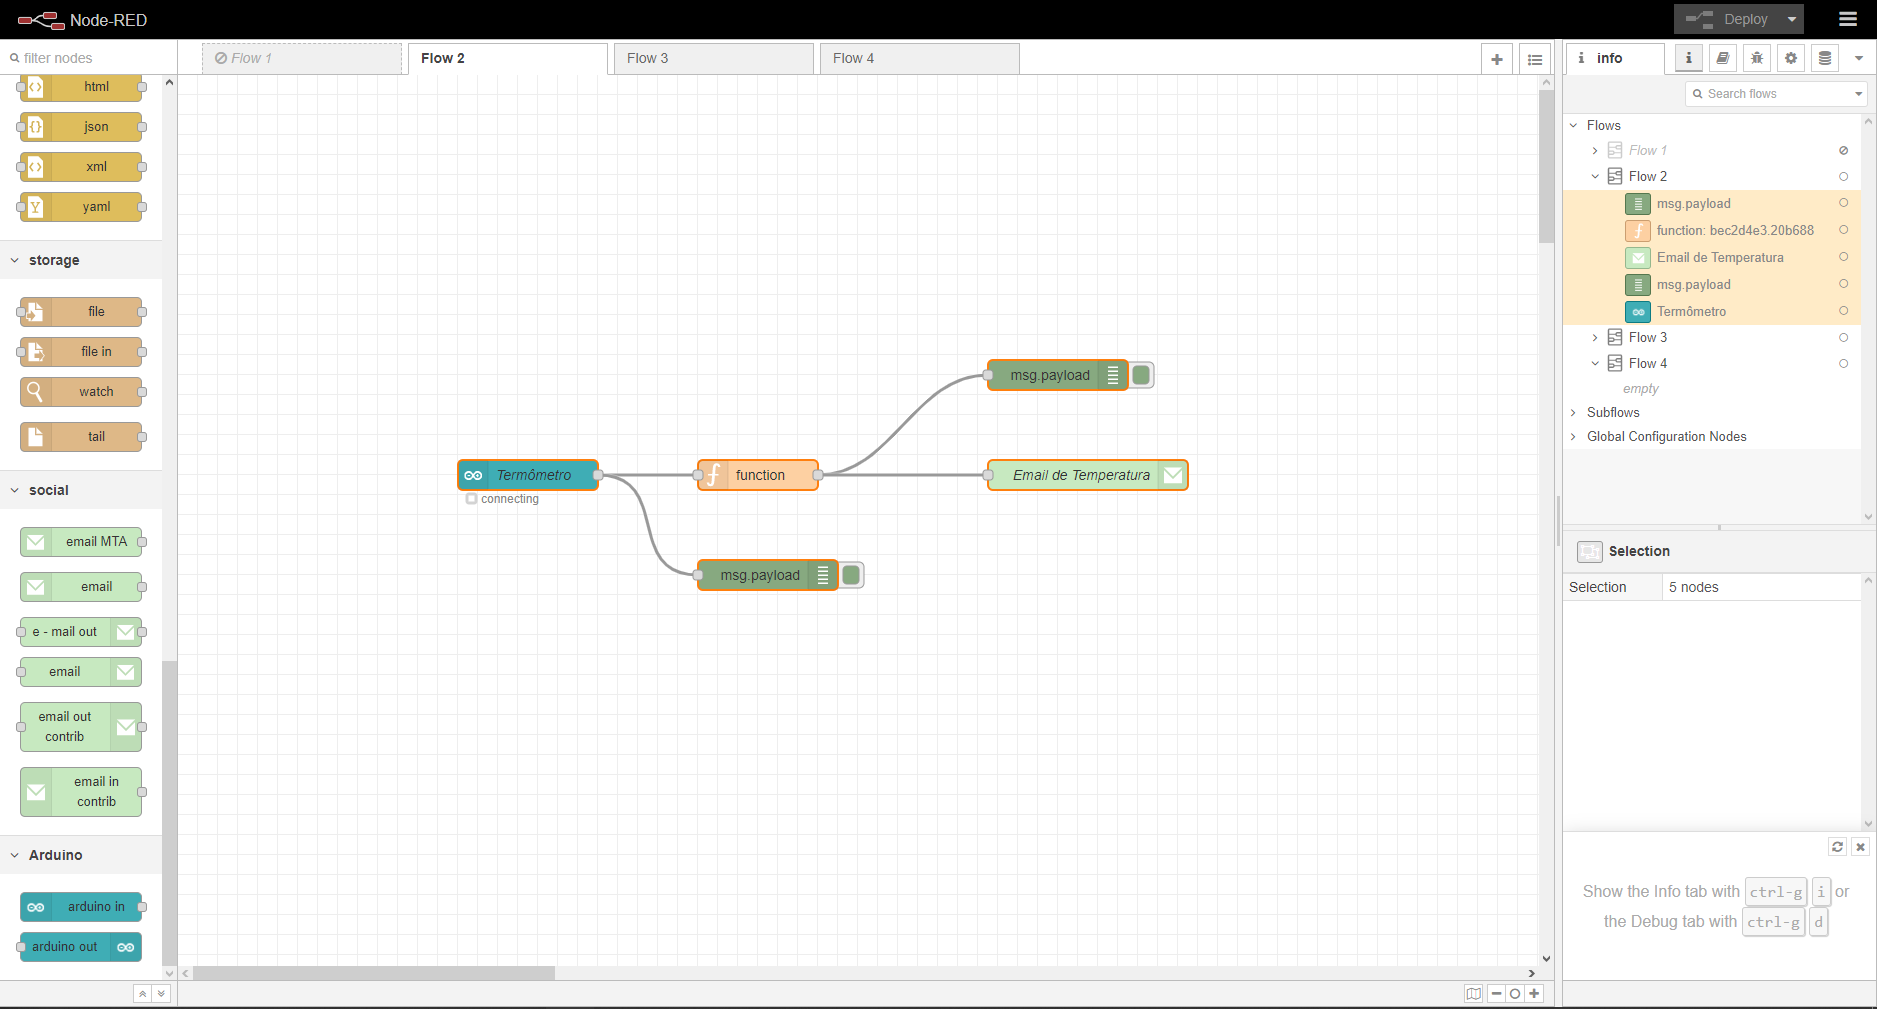 Node-RED
Deploy
filter nodes
Flow 1
Flow 2
Flow 3
Flow 4
info
html
json
xml
yaml
storage
file
file in
watch
tail
social
email MTA
email
e - mail out
email
email out
contrib
email in
contrib
Arduino
arduino in
arduino out
msg.payload
Termômetro
connecting
function
Email de Temperatura
msg.payload
Search flows
Flows
Flow 1
Flow 2
msg.payload
function: bec2d4e3.20b688
Email de Temperatura
msg.payload
Termômetro
Flow 3
Flow 4
empty
Subflows
Global Configuration Nodes
Selection
Selection 5 nodes
Show the Info tab with ctrl-g i or
the Debug tab with ctrl-g d